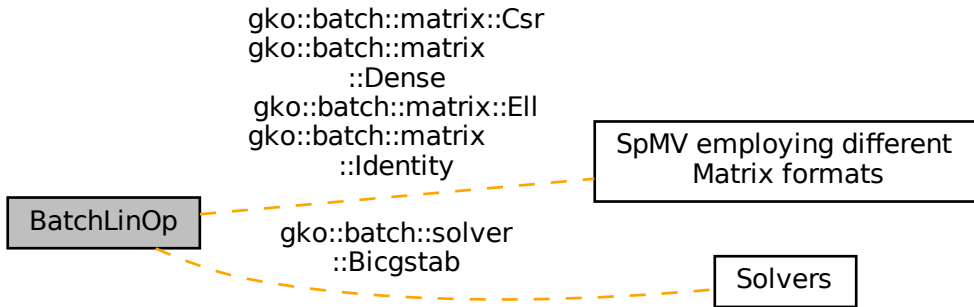 gko::batch::matrix::Csr
gko::batch::matrix
::Dense
gko::batch::matrix::Ell
gko::batch::matrix
::Identity
SpMV employing different
Matrix formats
BatchLinOp
gko::batch::solver
::Bicgstab
Solvers